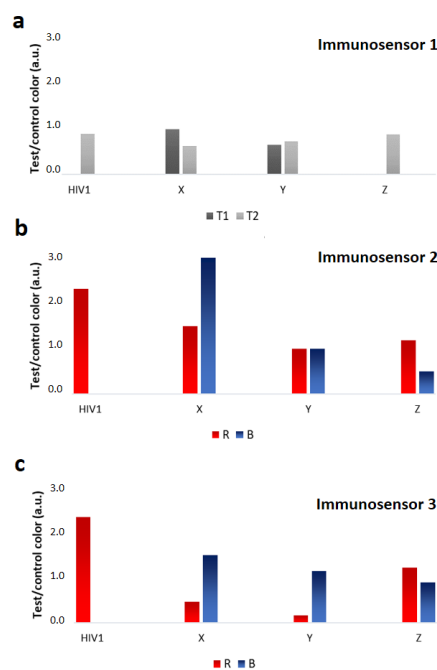 a
Immunosensor 1
Test/control color (a.u.)
3.0
2.0
1.0
0.0
HIV1 X Y Z
T1 T2
b
Immunosensor 2
Test/control color (a.u.)
3.0
2.0
1.0
0.0
HIV1 X Y Z
R B
c
Immunosensor 3
Test/control color (a.u.)
3.0
2.0
1.0
0.0
HIV1 X Y Z
R B